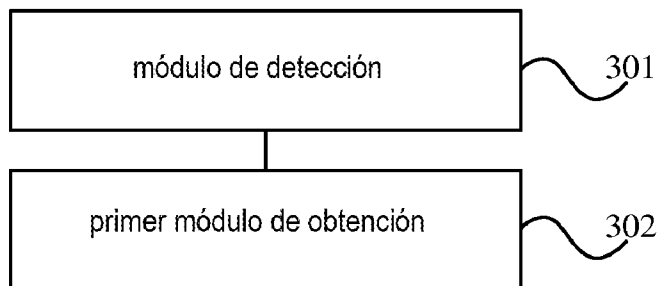 módulo de detección
301
primer módulo de obtención
302